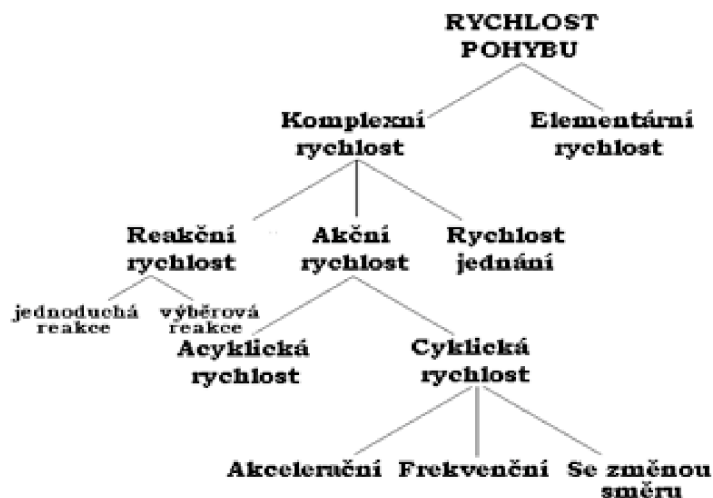 RYCHLOST
POHYBU
Komplexní
rychlost
Elementární
rychlost
Reakční
rychlost
Akční
rychlost
Rychlost
jednání
jednoduchá
reakce
výběrová
reakce
Acyklická
rychlost
Cyklická
rychlost
Akcelerační
Frekvenční
Se změnou
směru